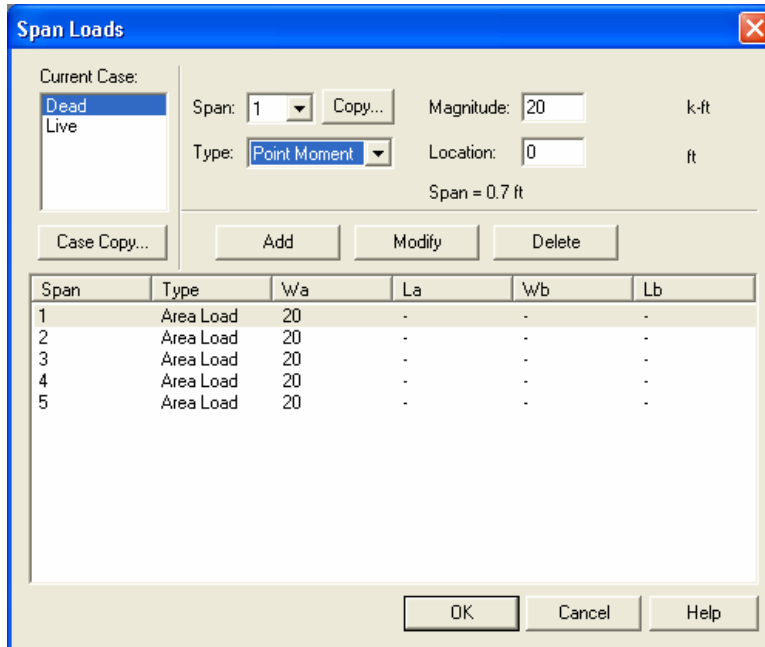 Span Loads
Current Case:
Dead
Live
Span: 1 Copy... Magnitude: 20 k-ft
Type: Point Moment Location: 0 ft
Span = 0.7 ft
Case Copy... Add Modify Delete
Span Type Wa La Wb Lb
1 Area Load 20 - - -
2 Area Load 20 - - -
3 Area Load 20 - - -
4 Area Load 20 - - -
5 Area Load 20 - - -
OK Cancel Help